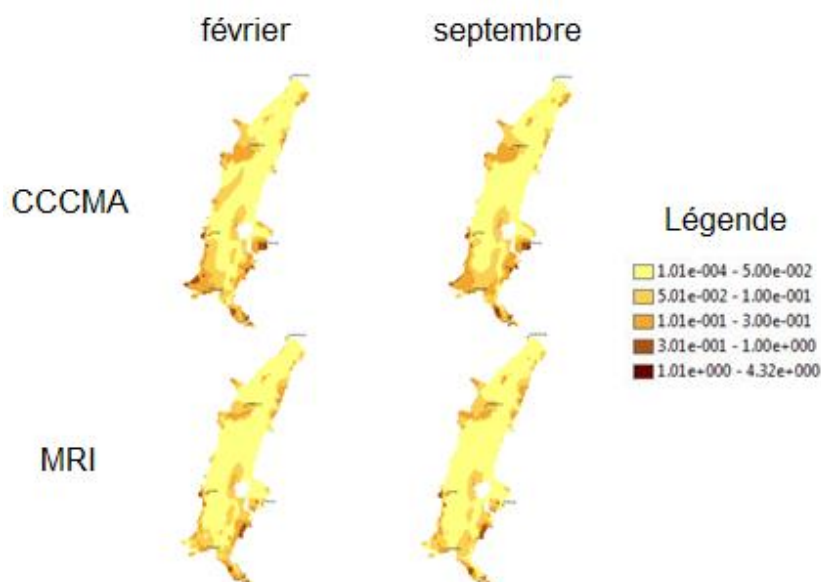 février
septembre
CCCMA
Légende
1.01e-004 - 5.00e-002
5.01e-002 - 1.00e-001
1.01e-001 - 3.00e-001
3.01e-001 - 1.00e+000
1.01e+000 - 4.32e+000
MRI